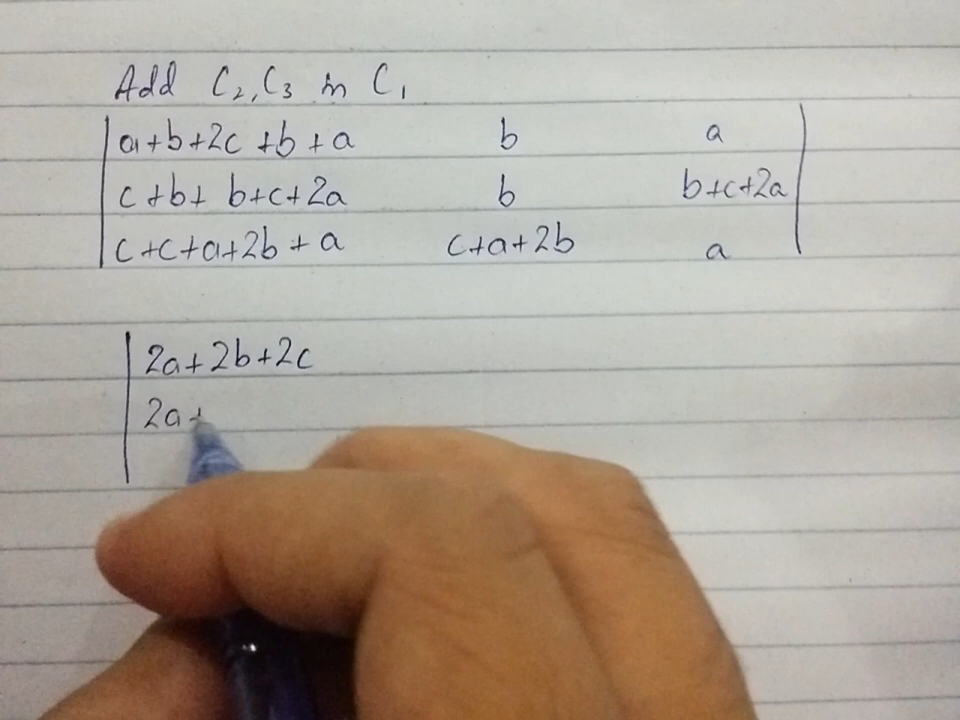 Add C₂, C₃ in C₁
a+b+2c+b+a b a
c+b+ b+c+2a b b+c+2a
c+c+a+2b+a c+a+2b a
2a+2b+2c
2a+